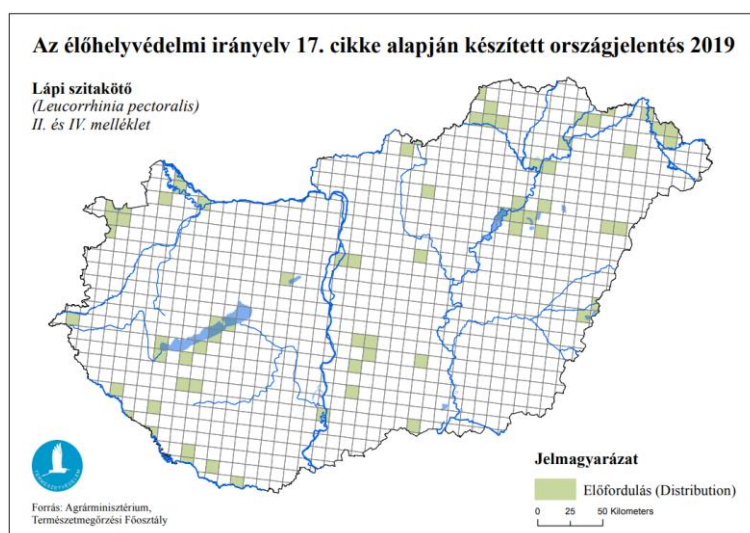 Az élőhelyvédelmi irányelv 17. cikke alapján készített országjelentés 2019
Lápi szitakötő
(Leucorrhinia pectoralis)
II. és IV. melléklet
TERMÉSZETVÉDELEM
Forrás: Agrárminisztérium,
Természetmegőrzési Főosztály
Jelmagyarázat
Előfordulás (Distribution)
0 25 50 Kilometers